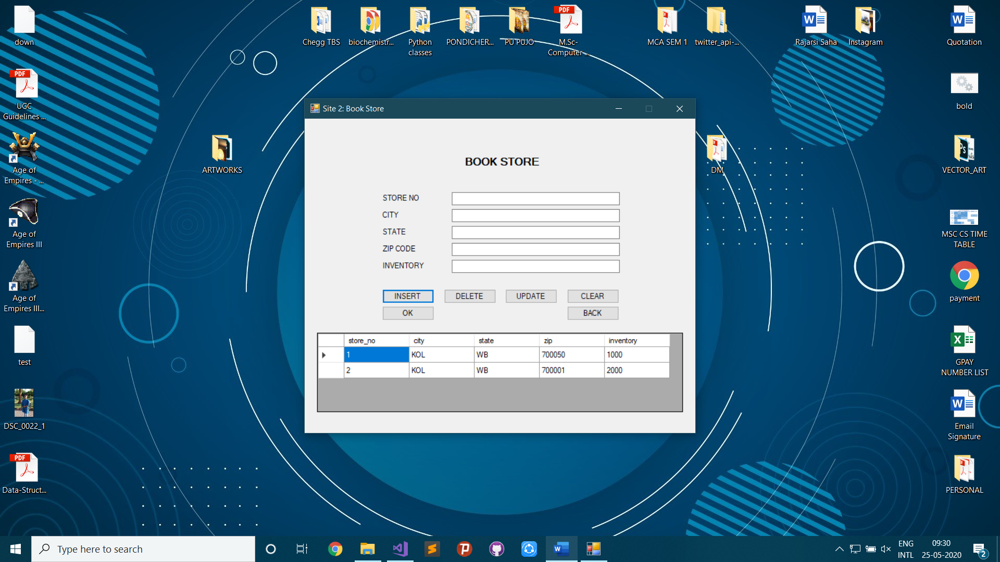 down
Chegg TBS
biochemistr...
Python
classes
PONDICHER...
PU PUJO
PDF
M.Sc-
Computer-...
MCA SEM 1
twitter_api-...
Rajarsi Saha
Instagram
Quotation
PDF
UGC
Guidelines ...
bold
Age of
Empires - ...
ARTWORKS
DM
VECTOR_ART
Age of
Empires III
MSC CS TIME
TABLE
Age of
Empires III...
payment
test
GPAY
NUMBER LIST
DSC_0022_1
Email
Signature
PDF
Data-Struct...
PERSONAL
Site 2: Book Store
BOOK STORE
STORE NO
CITY
STATE
ZIP CODE
INVENTORY
INSERT DELETE UPDATE CLEAR
OK BACK
store_no city state zip inventory
1 KOL WB 700050 1000
2 KOL WB 700001 2000
Type here to search
ENG
INTL
09:30
25-05-2020
2